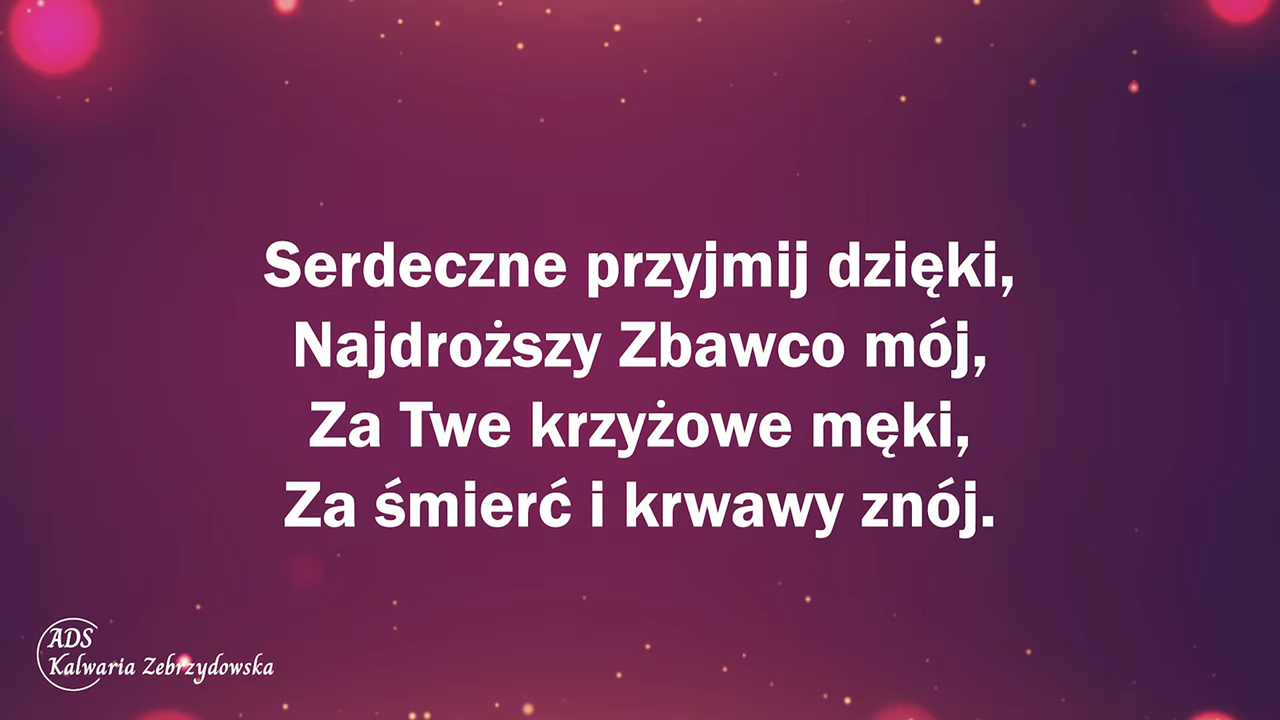 Serdeczne przyjmij dzięki,
Najdroższy Zbawco mój,
Za Twe krzyżowe męki,
Za śmierć i krwawy znój.
ADS
Kalwaria Zebrzydowska